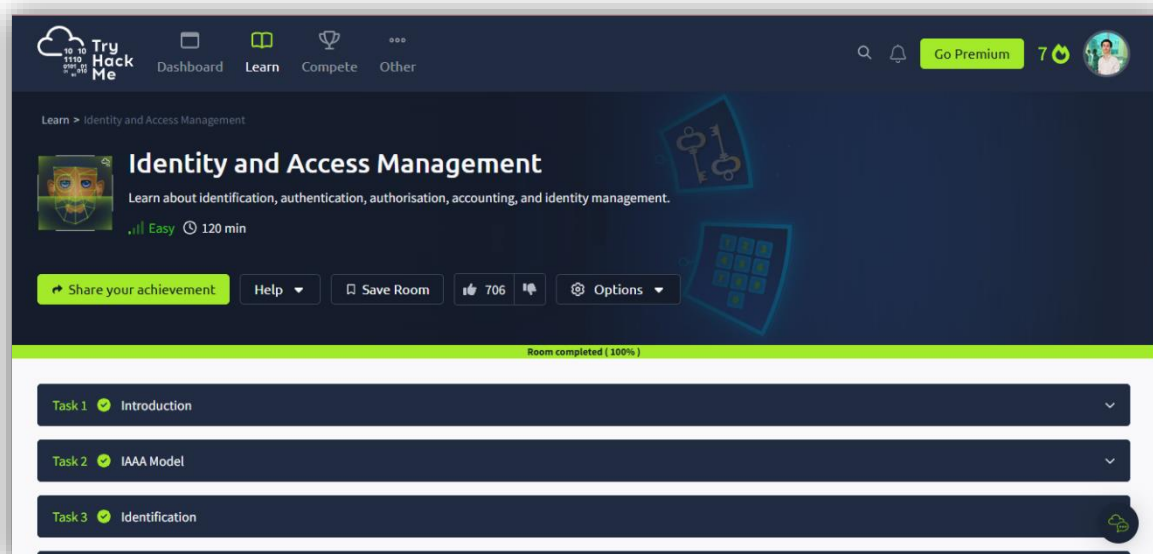 Try Hack Me
Dashboard
Learn
Compete
Other
Go Premium
7
Learn > Identity and Access Management
Identity and Access Management
Learn about identification, authentication, authorisation, accounting, and identity management.
Easy 120 min
Share your achievement
Help
Save Room
706
Options
Room completed ( 100% )
Task 1 Introduction
Task 2 IAAA Model
Task 3 Identification